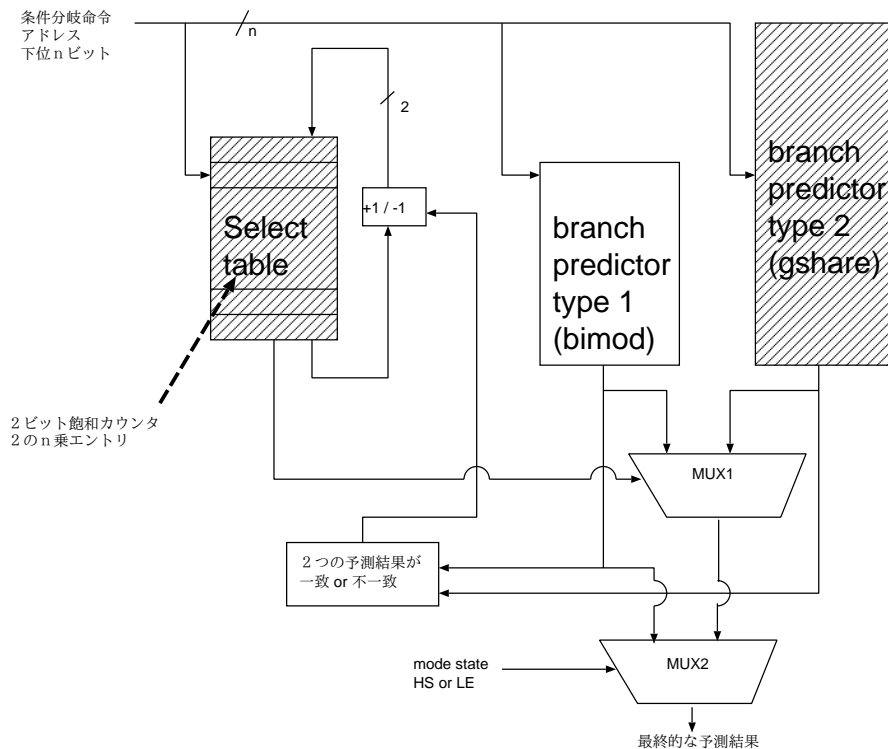 条件分岐命令
アドレス
下位nビット
n
2
+1 / -1
Select
table
branch
predictor
type 1
(bimod)
branch
predictor
type 2
(gshare)
２ビット飽和カウンタ
２のｎ乗エントリ
MUX1
２つの予測結果が
一致 or 不一致
mode state
HS or LE
MUX2
最終的な予測結果